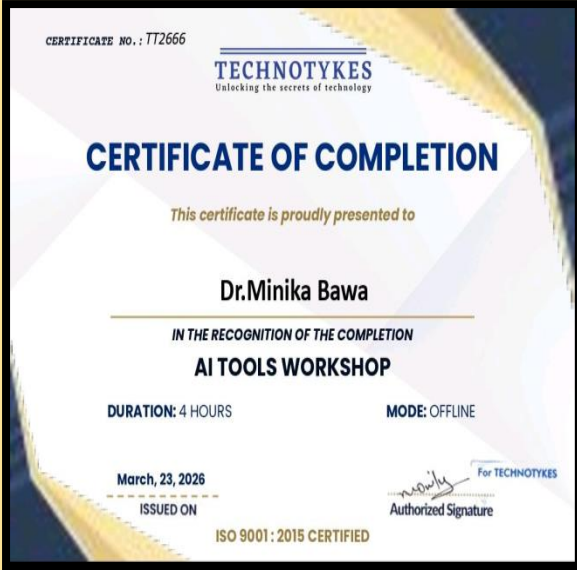 CERTIFICATE NO.: TT2666
TECHNOTYKES
Unlocking the secrets of technology
CERTIFICATE OF COMPLETION
This certificate is proudly presented to
Dr.Minika Bawa
IN THE RECOGNITION OF THE COMPLETION
AI TOOLS WORKSHOP
DURATION: 4 HOURS MODE: OFFLINE
For TECHNOTYKES
March, 23, 2026
ISSUED ON Authorized Signature
ISO 9001 : 2015 CERTIFIED